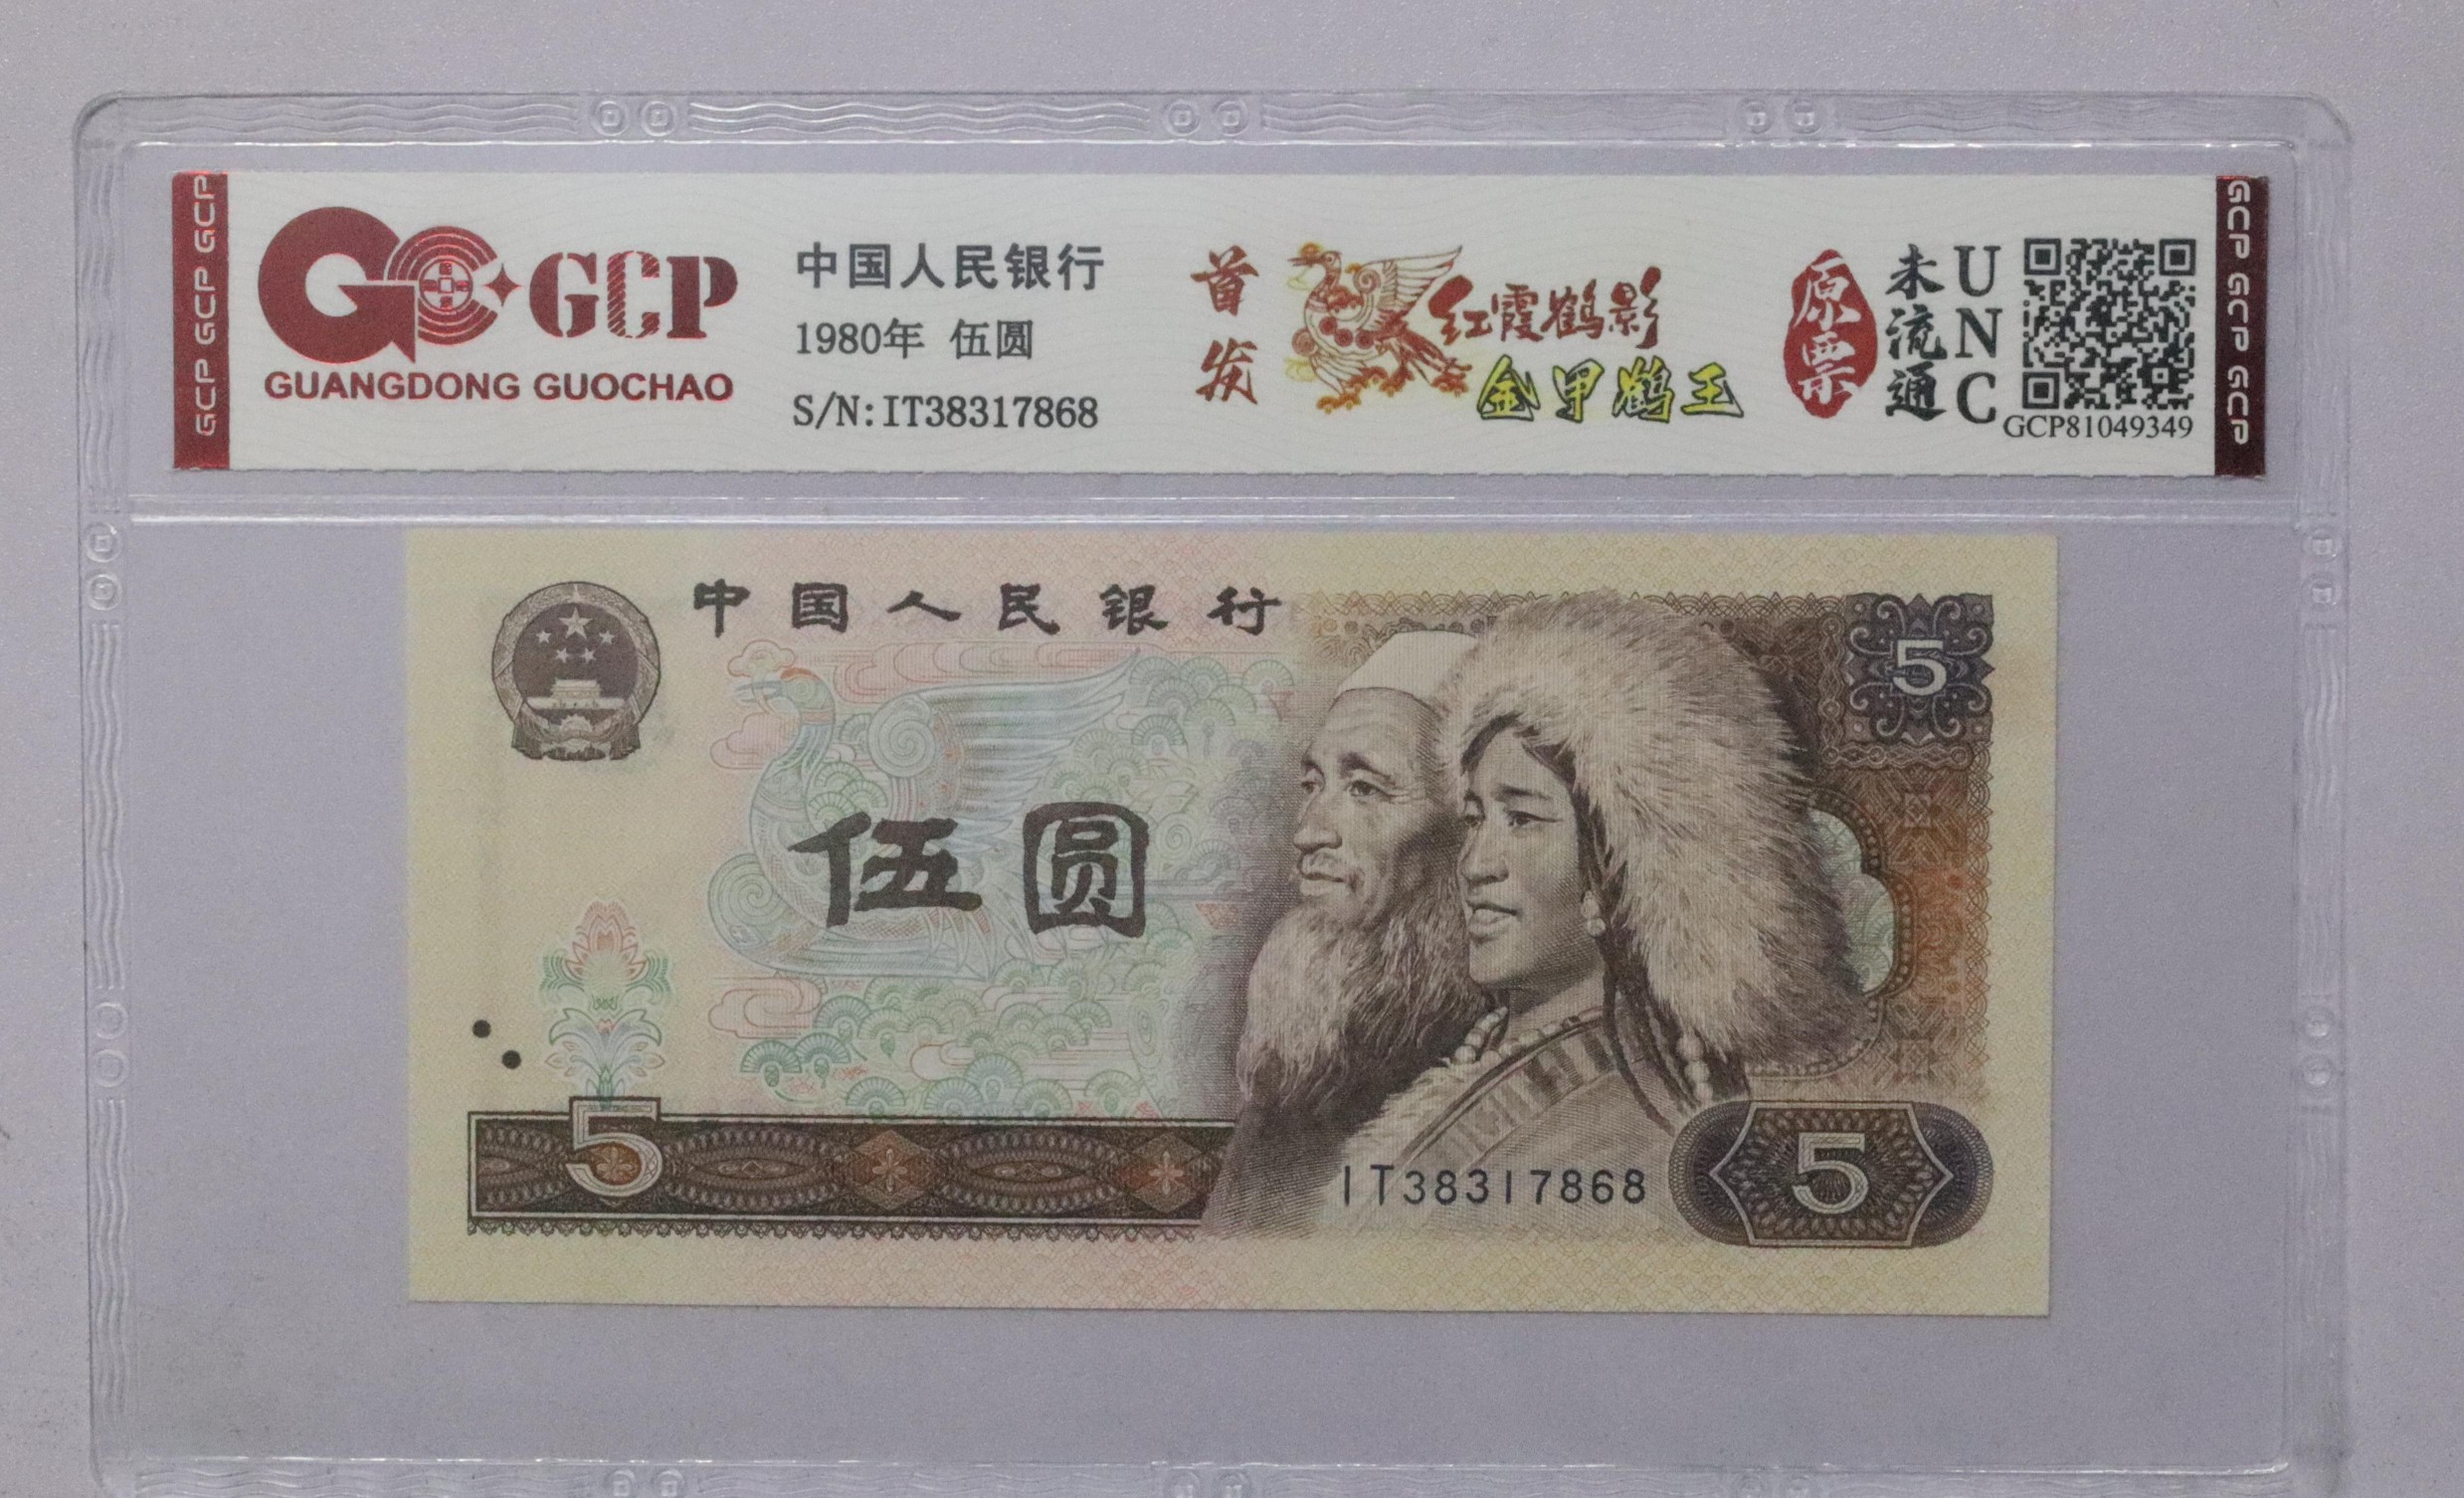 GCP GCP GCP
GCP
GUANGDONG GUOCHAO
中国人民银行
1980年 伍圆
S/N:IT38317868
首发
红霞鹤影
金甲鹤王
原票
未流通
UNC
GCP81049349
GCP GCP GCP
中国人民银行
5
伍圆
5
IT38317868
5